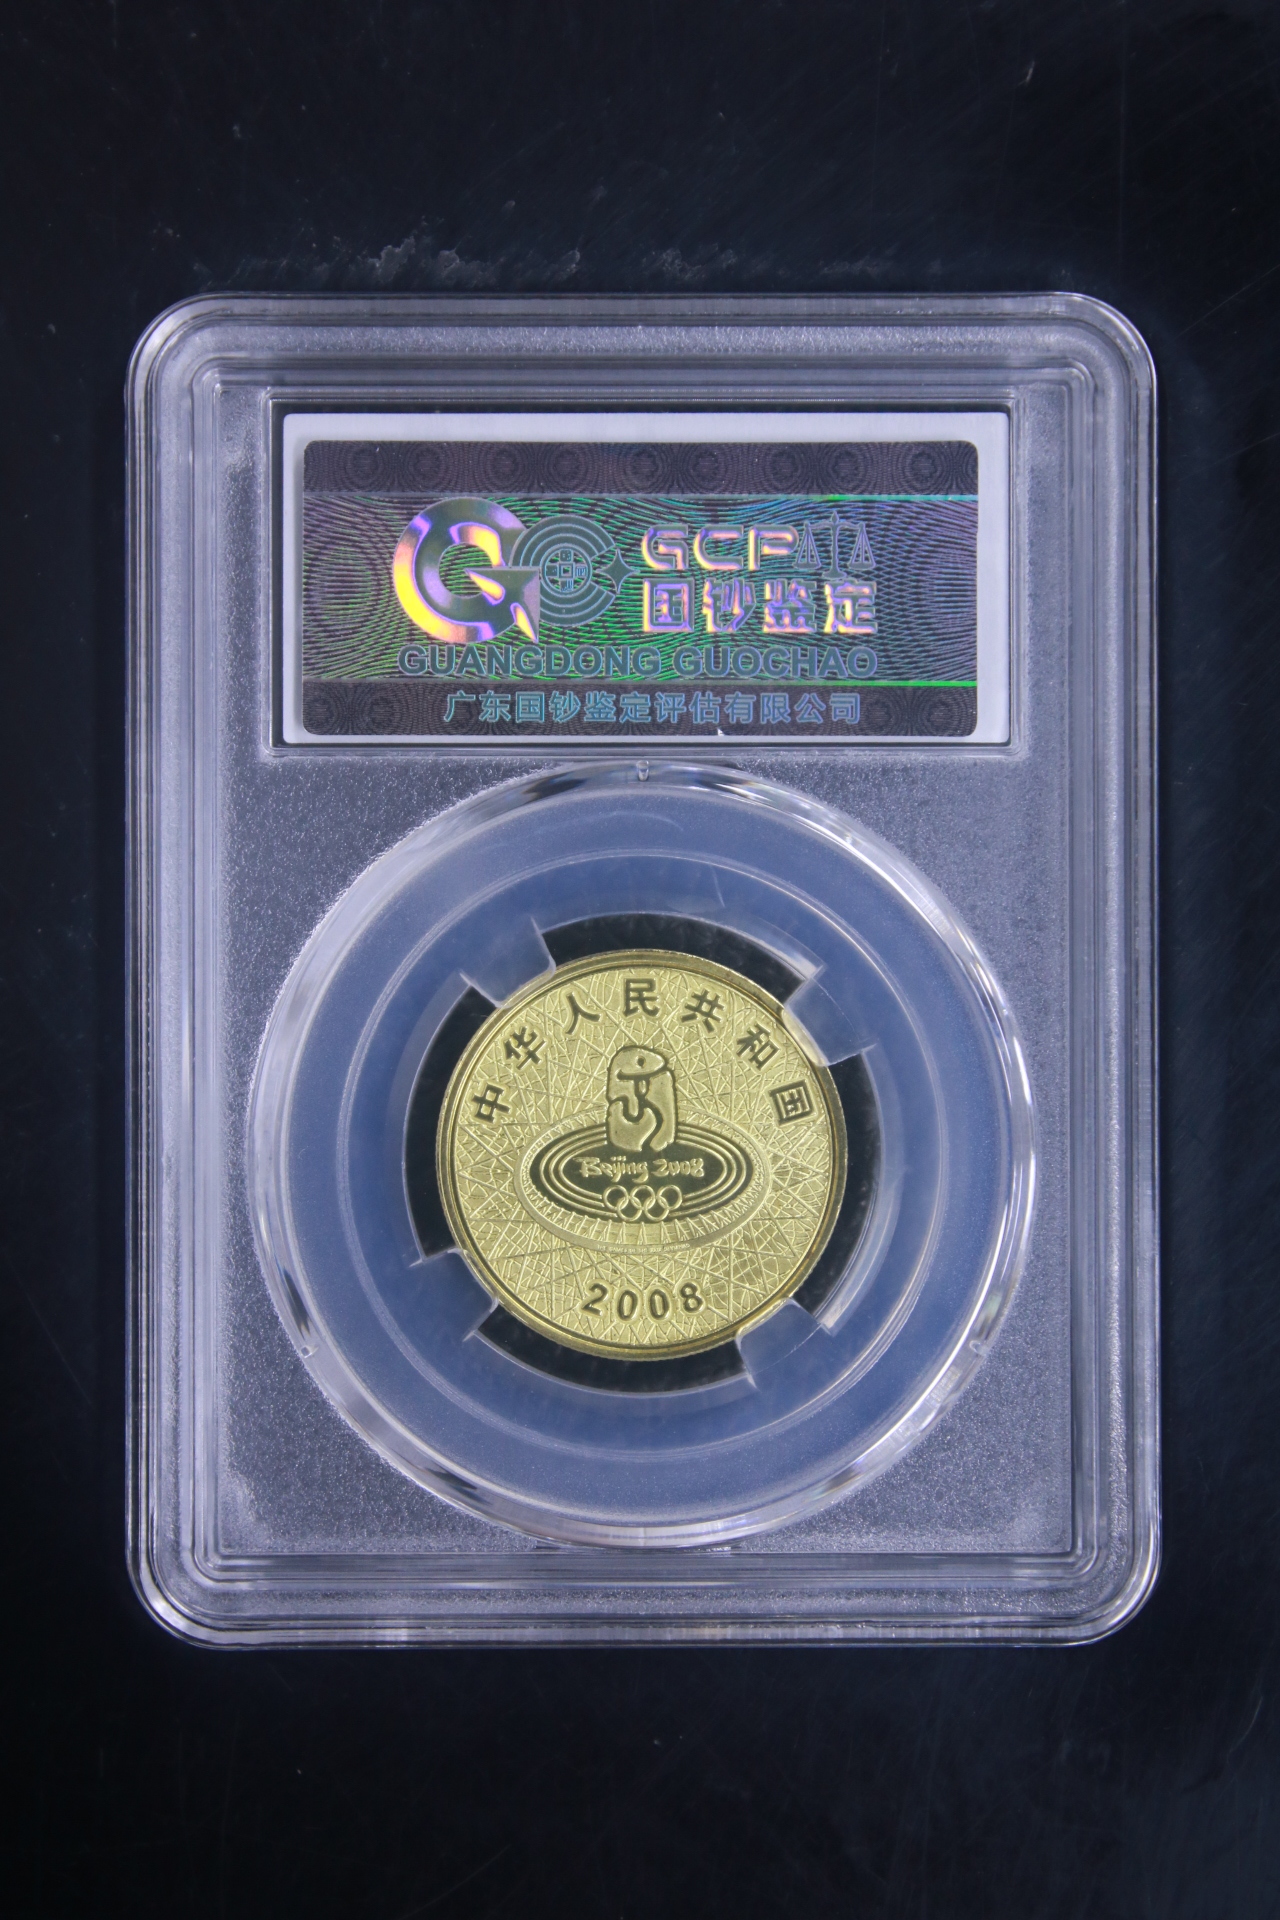 GCP
国钞鉴定
GUANGDONG GUOCHAO
广东国钞鉴定评估有限公司
中华人民共和国
Beijing 2008
2008